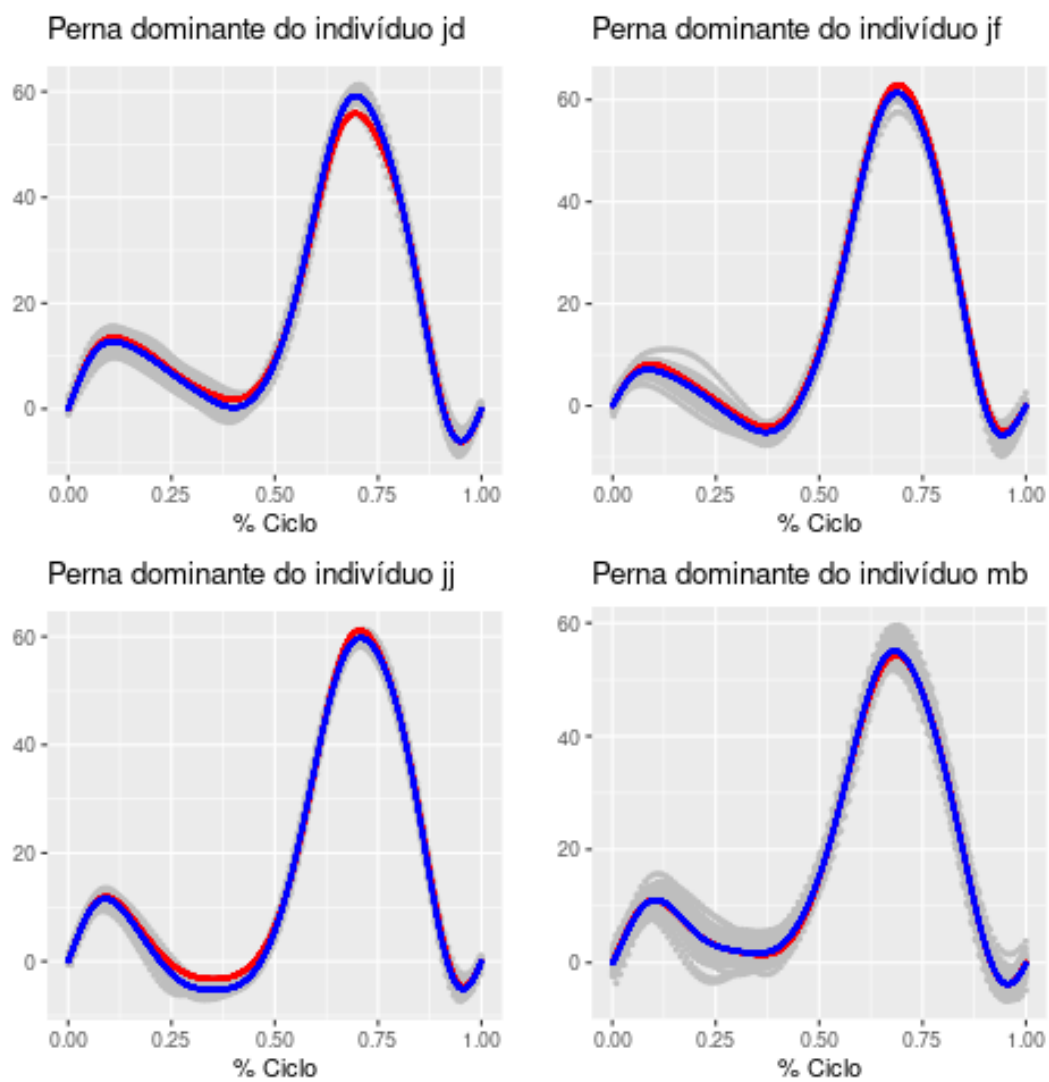 Perna dominante do indivíduo jd
60
40
20
0
0.00 0.25 0.50 0.75 1.00
% Ciclo
Perna dominante do indivíduo jf
60
40
20
0
0.00 0.25 0.50 0.75 1.00
% Ciclo
Perna dominante do indivíduo jj
60
40
20
0
0.00 0.25 0.50 0.75 1.00
% Ciclo
Perna dominante do indivíduo mb
60
40
20
0
0.00 0.25 0.50 0.75 1.00
% Ciclo